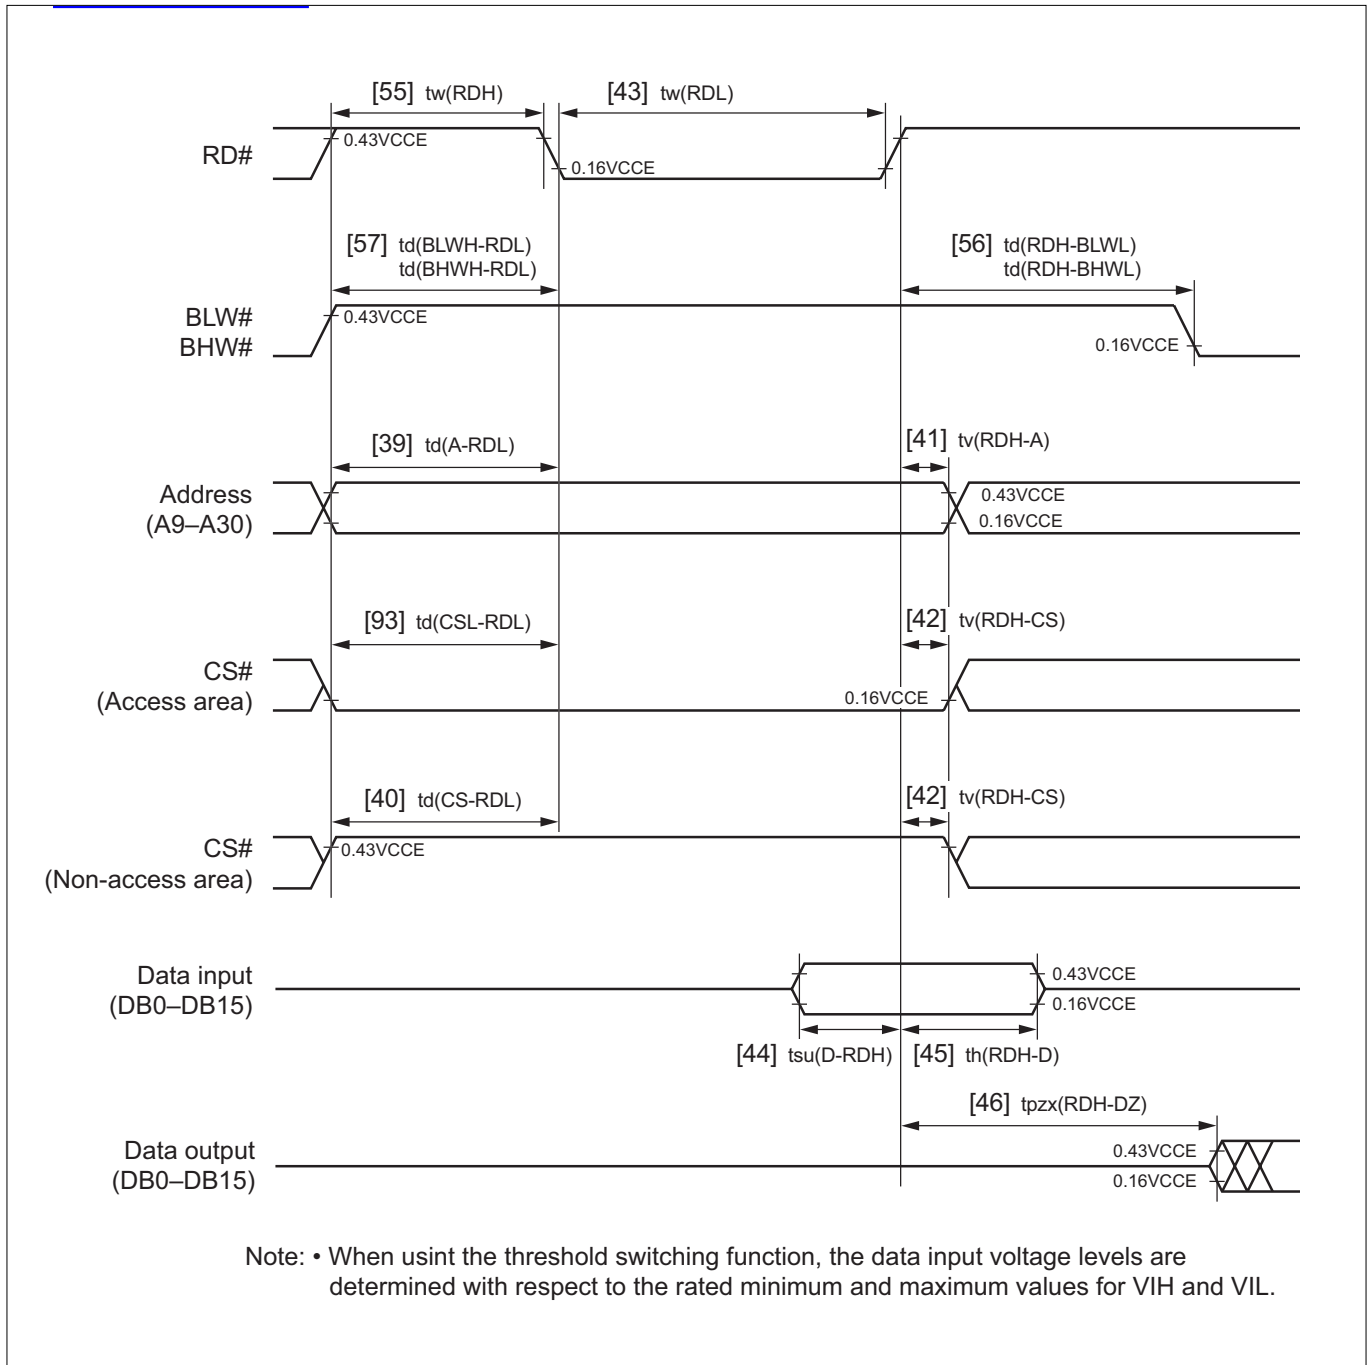 [55] tw(RDH)
[43] tw(RDL)
RD#
0.43VCCE
0.16VCCE
[57] td(BLWH-RDL)
td(BHWH-RDL)
[56] td(RDH-BLWL)
td(RDH-BHWL)
BLW#
BHW#
0.43VCCE
0.16VCCE
[39] td(A-RDL)
[41] tv(RDH-A)
Address
(A9–A30)
0.43VCCE
0.16VCCE
[93] td(CSL-RDL)
[42] tv(RDH-CS)
CS#
(Access area)
0.16VCCE
[40] td(CS-RDL)
[42] tv(RDH-CS)
CS#
(Non-access area)
0.43VCCE
Data input
(DB0–DB15)
0.43VCCE
0.16VCCE
[44] tsu(D-RDH)
[45] th(RDH-D)
[46] tpzx(RDH-DZ)
Data output
(DB0–DB15)
0.43VCCE
0.16VCCE
Note: • When usint the threshold switching function, the data input voltage levels are
determined with respect to the rated minimum and maximum values for VIH and VIL.